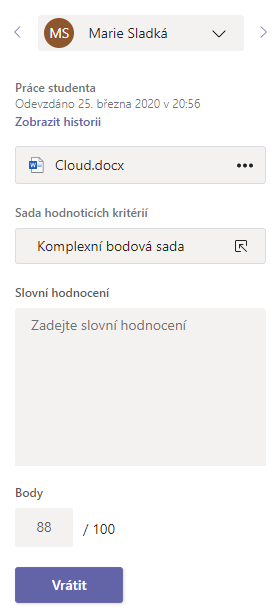 MS Marie Sladká
Práce studenta
Odevzdáno 25. března 2020 v 20:56
Zobrazit historii
Cloud.docx
Sada hodnoticích kritérií
Komplexní bodová sada
Slovní hodnocení
Zadejte slovní hodnocení
Body
88 / 100
Vrátit